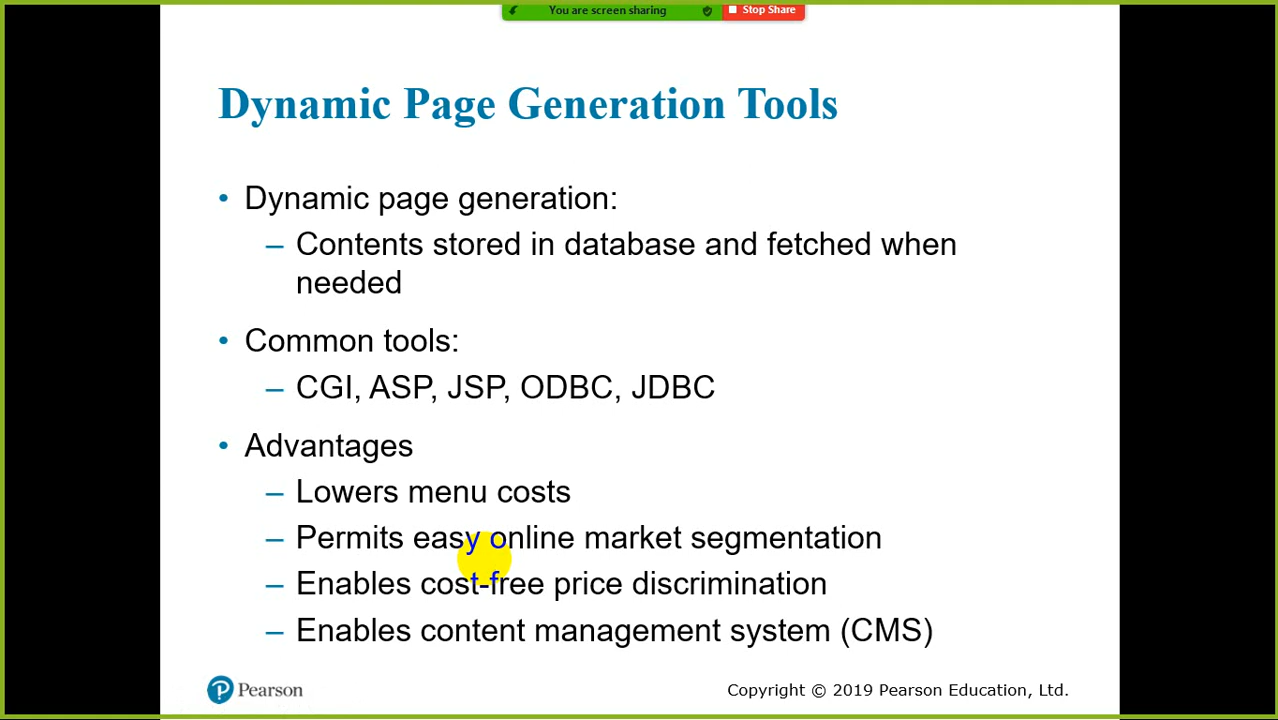 You are screen sharing
Stop Share
Dynamic Page Generation Tools
• Dynamic page generation:
– Contents stored in database and fetched when
needed
• Common tools:
– CGI, ASP, JSP, ODBC, JDBC
• Advantages
– Lowers menu costs
– Permits easy online market segmentation
– Enables cost-free price discrimination
– Enables content management system (CMS)
P Pearson
Copyright © 2019 Pearson Education, Ltd.